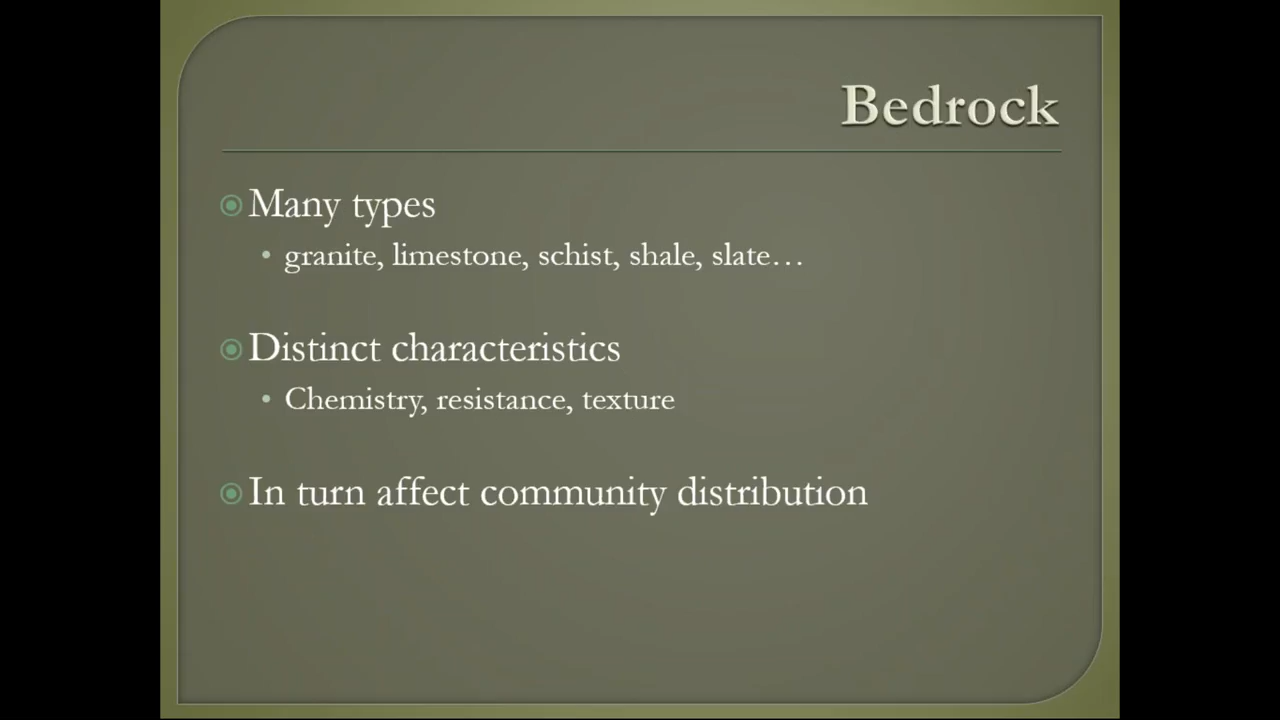 Bedrock
Many types
granite, limestone, schist, shale, slate…
Distinct characteristics
Chemistry, resistance, texture
In turn affect community distribution